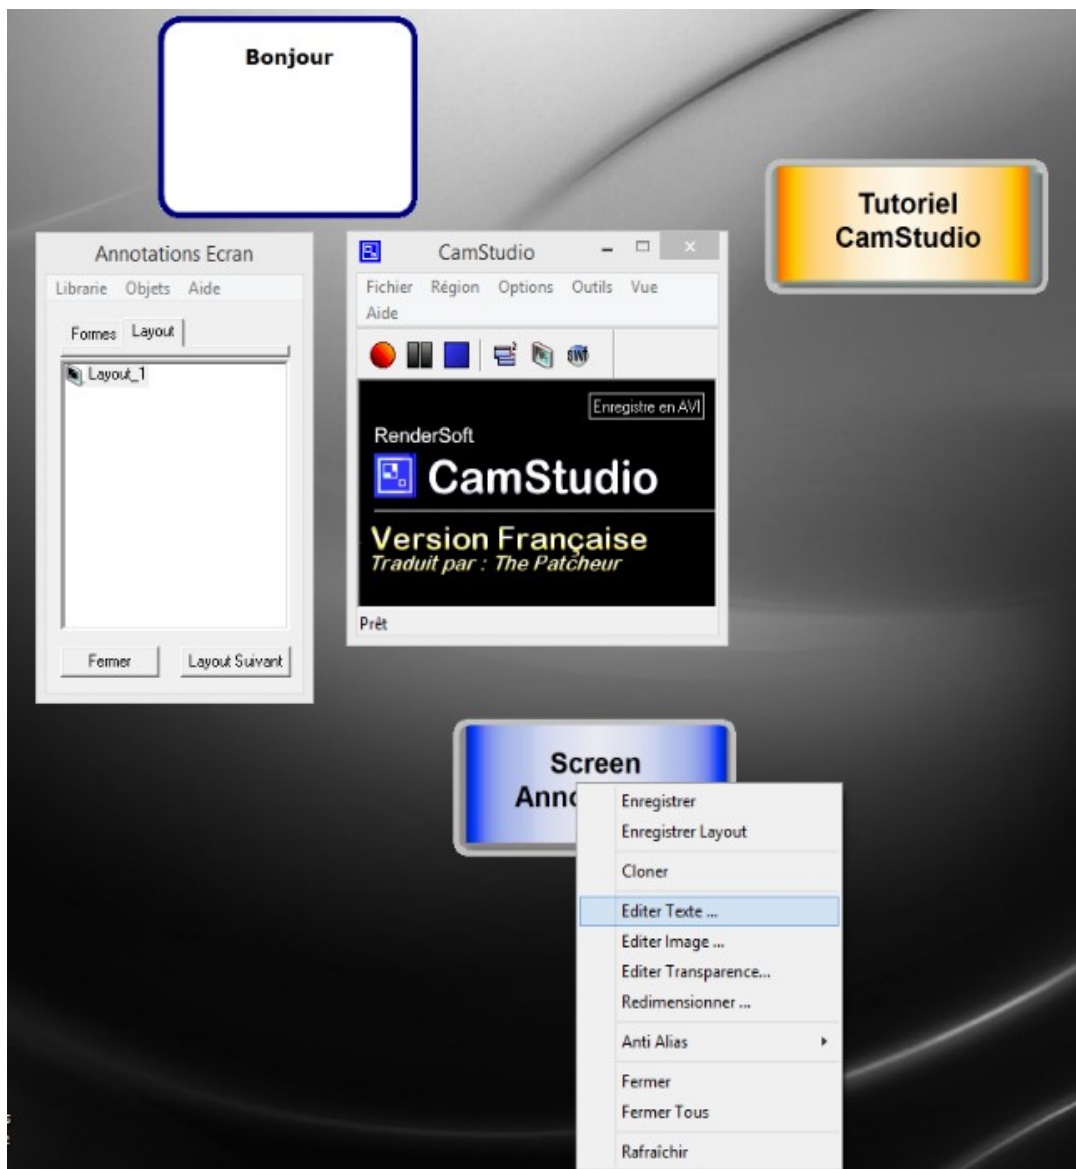 Bonjour
Tutoriel
CamStudio
Annotations Ecran
Librarie Objets Aide
Formes Layout
Layout_1
Fermer Layout Suivant
CamStudio
Fichier Région Options Outils Vue
Aide
Enregistre en AVI
RenderSoft
CamStudio
Version Française
Traduit par : The Patcheur
Prêt
Screen
Enregistrer
Enregistrer Layout
Cloner
Editer Texte ...
Editer Image ...
Editer Transparence...
Redimensionner ...
Anti Alias
Fermer
Fermer Tous
Rafraîchir